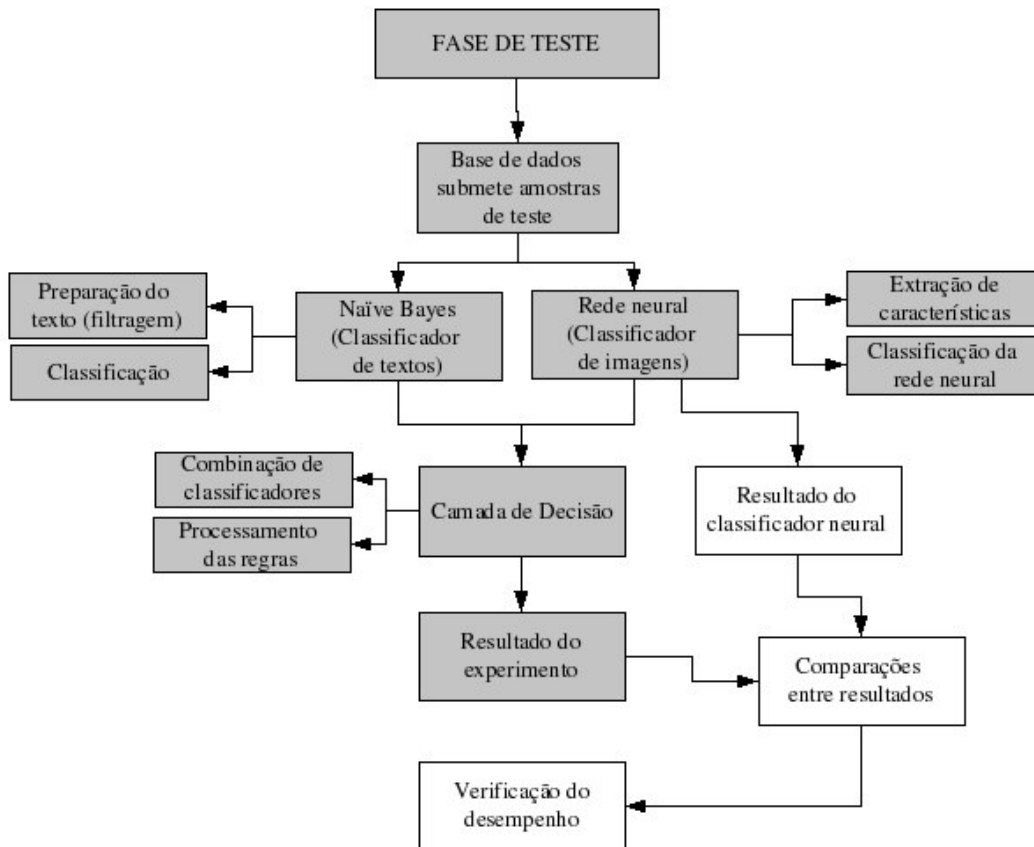 FASE DE TESTE
Base de dados
submete amostras
de teste
Preparação do
texto (filtragem)
Classificação
Naïve Bayes
(Classificador
de textos)
Rede neural
(Classificador
de imagens)
Extração de
características
Classificação da
rede neural
Combinação de
classificadores
Processamento
das regras
Camada de Decisão
Resultado do
classificador neural
Resultado do
experimento
Comparações
entre resultados
Verificação do
desempenho